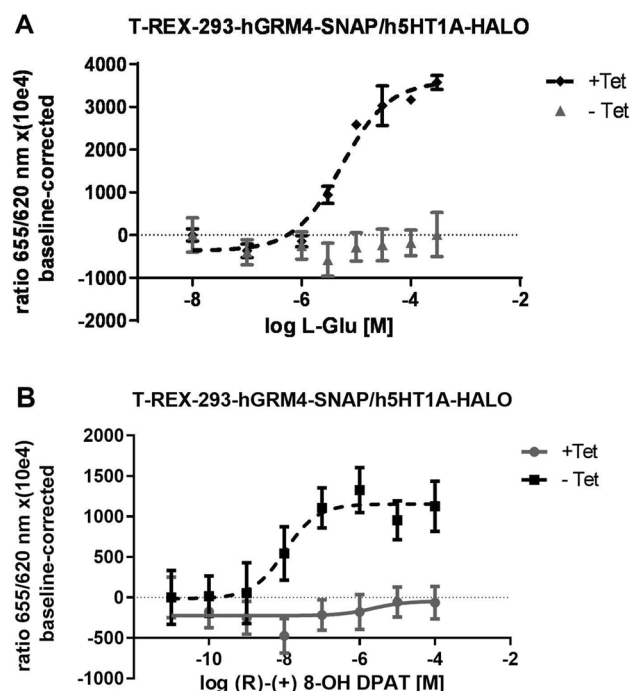 A
T-REX-293-hGRM4-SNAP/h5HT1A-HALO
ratio 655/620 nm x(10e4)
baseline-corrected
4000
3000
2000
1000
0
-1000
-2000
-8
-6
-4
-2
log L-Glu [M]
+Tet
- Tet
B
T-REX-293-hGRM4-SNAP/h5HT1A-HALO
ratio 655/620 nm x(10e4)
baseline-corrected
2000
1500
1000
500
0
-500
-1000
-10
-8
-6
-4
-2
log (R)-(+) 8-OH DPAT [M]
+Tet
- Tet